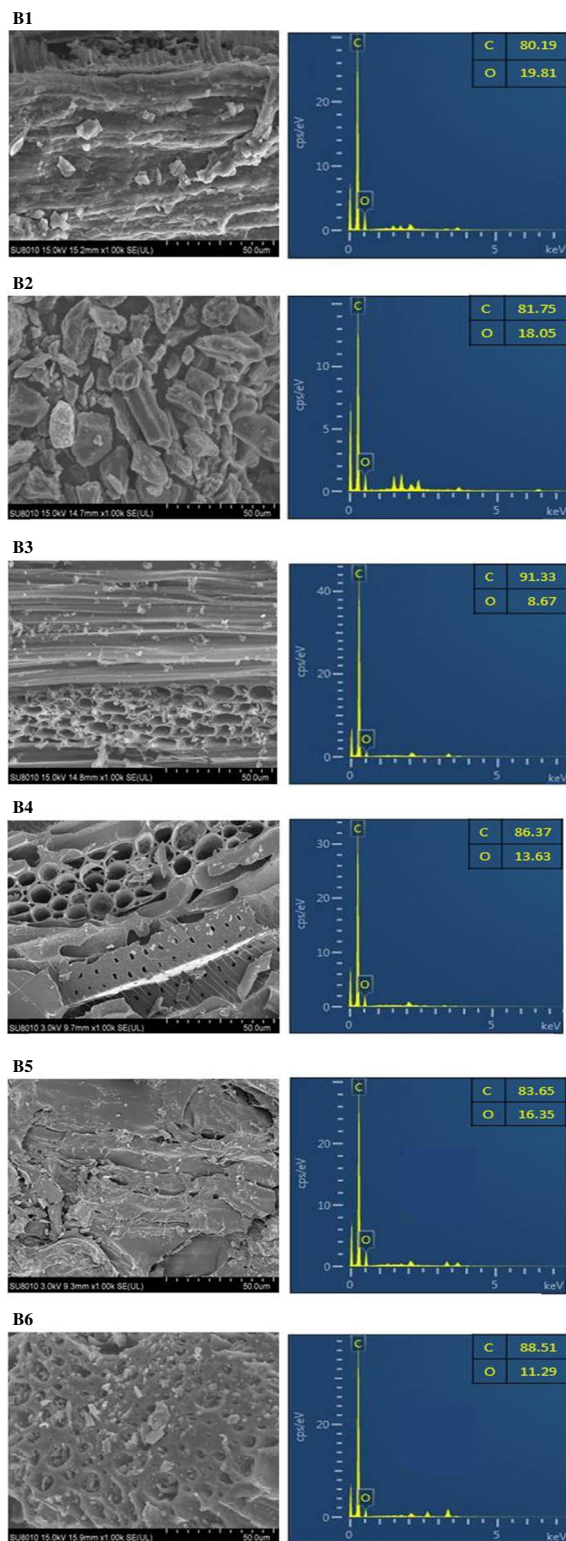 B1
C 80.19
O 19.81
cps/eV
20
10
0
C
O
0 5 keV
SU8010 15.0kV 15.2mm x1.00k SE(UL) 50.0um
B2
C 81.75
O 18.05
cps/eV
10
5
0
C
O
0 5 keV
SU8010 15.0kV 14.7mm x1.00k SE(UL) 50.0um
B3
C 91.33
O 8.67
cps/eV
40
20
0
C
O
0 5 keV
SU8010 15.0kV 14.8mm x1.00k SE(UL) 50.0um
B4
C 86.37
O 13.63
cps/eV
30
20
10
0
C
O
0 5 keV
SU8010 3.0kV 9.7mm x1.00k SE(UL) 50.0um
B5
C 83.65
O 16.35
cps/eV
20
10
0
C
O
0 5 keV
SU8010 3.0kV 9.3mm x1.00k SE(UL) 50.0um
B6
C 88.51
O 11.29
cps/eV
20
0
C
O
0 5 keV
SU8010 15.0kV 15.9mm x1.00k SE(UL) 50.0um